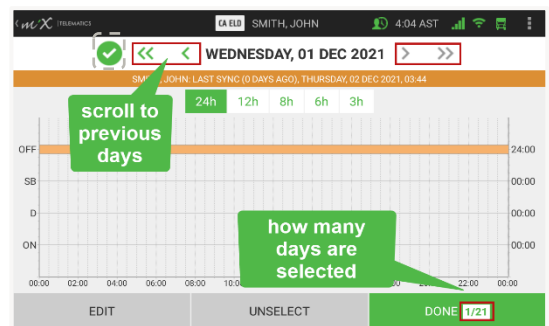 miX TELEMATICS
CA ELD SMITH, JOHN 4:04 AST
WEDNESDAY, 01 DEC 2021
SMITH, JOHN: LAST SYNC (0 DAYS AGO), THURSDAY, 02 DEC 2021, 03:44
scroll to
previous
days
24h 12h 8h 6h 3h
OFF 24:00
SB 00:00
D 00:00
ON 00:00
how many
days are
selected
00:00 02:00 04:00 06:00 08:00 22:00 00:00
EDIT UNSELECT DONE 1/21